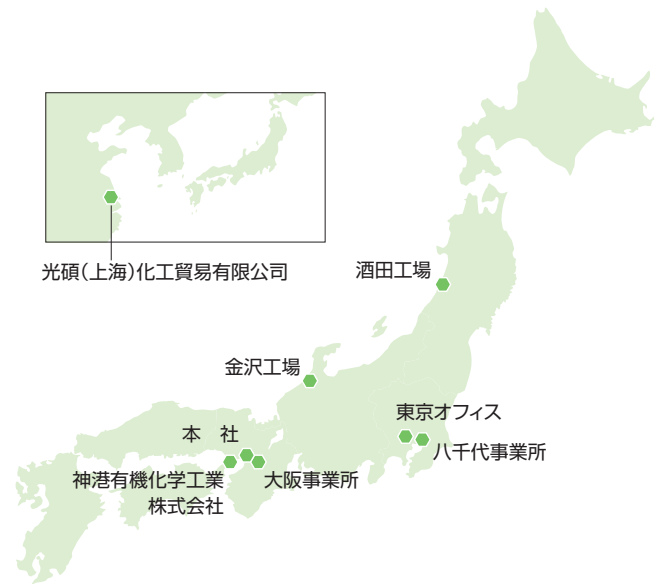 光碩（上海）化工貿易有限公司
酒田工場
金沢工場
東京オフィス
八千代事業所
本　社
神港有機化学工業
株式会社
大阪事業所